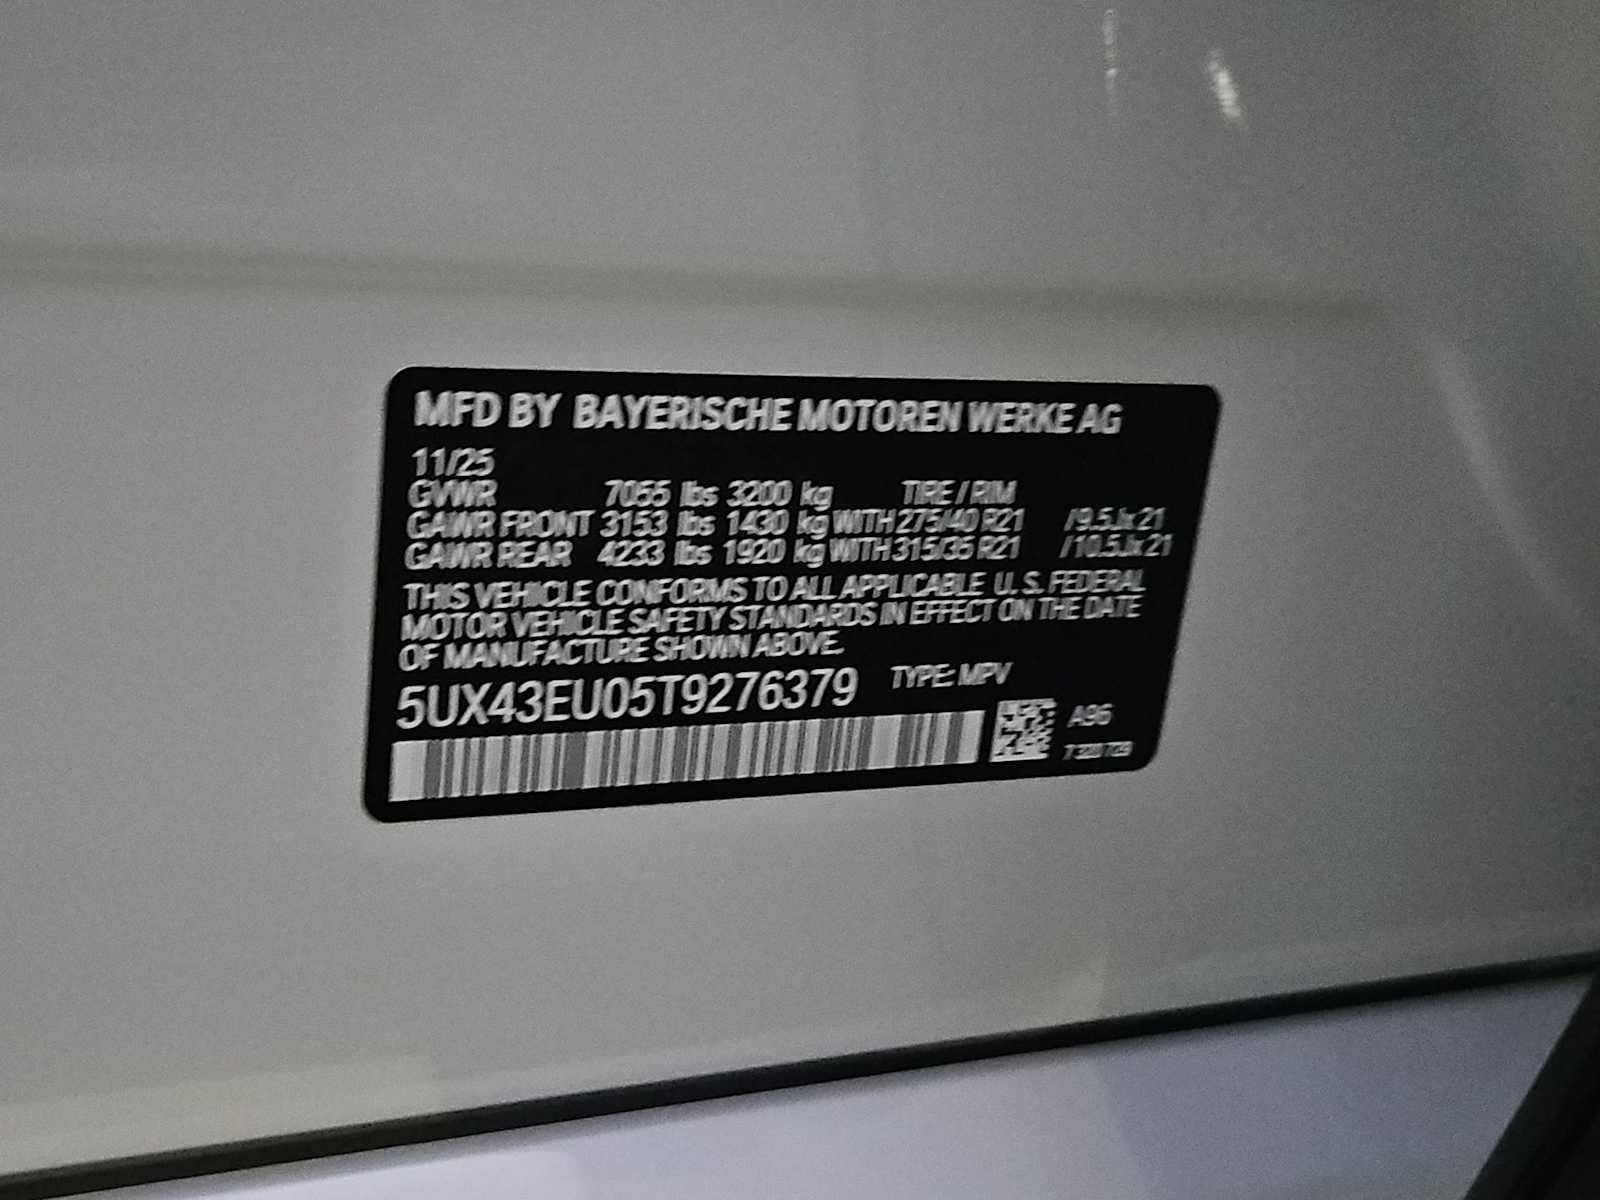 MFD BY BAYERISCHE MOTOREN WERKE AG
11/25
GVWR 7055 lbs 3200 kg TIRE / RIM
GAWR FRONT 3153 lbs 1430 kg WITH 275/40 R21 /9.5Jx21
GAWR REAR 4233 lbs 1920 kg WITH 315/35 R21 /10.5Jx21
THIS VEHICLE CONFORMS TO ALL APPLICABLE U.S. FEDERAL
MOTOR VEHICLE SAFETY STANDARDS IN EFFECT ON THE DATE
OF MANUFACTURE SHOWN ABOVE.
5UX43EU05T9276379 TYPE: MPV
A96